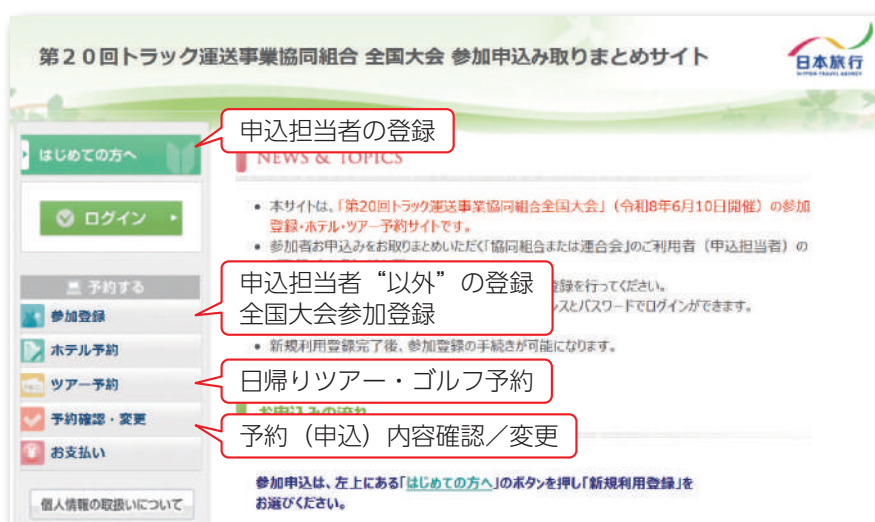 第２０回トラック運送事業協同組合 全国大会 参加申込み取りまとめサイト
日本旅行
NIPPON TRAVEL AGENCY
申込担当者の登録
はじめての方へ
NEWS & TOPICS
ログイン
• 本サイトは、「第20回トラック運送事業協同組合全国大会」（令和8年6月10日開催）の参加
登録・ホテル・ツアー予約サイトです。
• 参加者お申込みをお取りまとめいただく「協同組合または連合会」のご利用者（申込担当者）の
予約する
申込担当者“以外”の登録
全国大会参加登録
登録を行ってください。
スとパスワードでログインができます。
参加登録
ホテル予約
• 新規利用登録完了後、参加登録の手続きが可能になります。
ツアー予約
日帰りツアー・ゴルフ予約
お申込みの流れ
予約確認・変更
予約（申込）内容確認／変更
お支払い
参加申込は、左上にある「はじめての方へ」のボタンを押し「新規利用登録」を
お選びください。
個人情報の取扱いについて